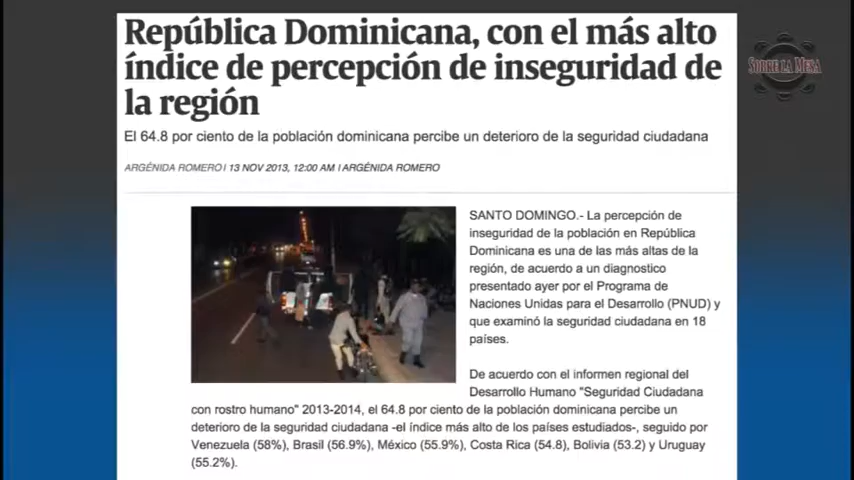 República Dominicana, con el más alto
índice de percepción de inseguridad de
la región
El 64.8 por ciento de la población dominicana percibe un deterioro de la seguridad ciudadana
ARGÉNIDA ROMERO I 13 NOV 2013, 12:00 AM I ARGÉNIDA ROMERO
SOBRE LA MESA
SANTO DOMINGO.- La percepción de
inseguridad de la población en República
Dominicana es una de las más altas de la
región, de acuerdo a un diagnostico
presentado ayer por el Programa de
Naciones Unidas para el Desarrollo (PNUD) y
que examinó la seguridad ciudadana en 18
países.
De acuerdo con el informen regional del
Desarrollo Humano "Seguridad Ciudadana
con rostro humano" 2013-2014, el 64.8 por ciento de la población dominicana percibe un
deterioro de la seguridad ciudadana -el índice más alto de los países estudiados-, seguido por
Venezuela (58%), Brasil (56.9%), México (55.9%), Costa Rica (54.8), Bolivia (53.2) y Uruguay
(55.2%).